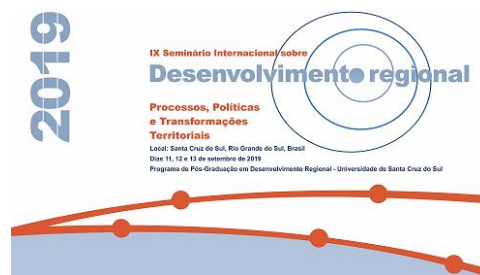 2019
IX Seminário Internacional sobre
Desenvolvimento regional
Processos, Políticas
e Transformações
Territoriais
Local: Santa Cruz do Sul, Rio Grande do Sul, Brasil
Dias 11, 12 e 13 de setembro de 2019
Programa de Pós-Graduação em Desenvolvimento Regional - Universidade de Santa Cruz do Sul